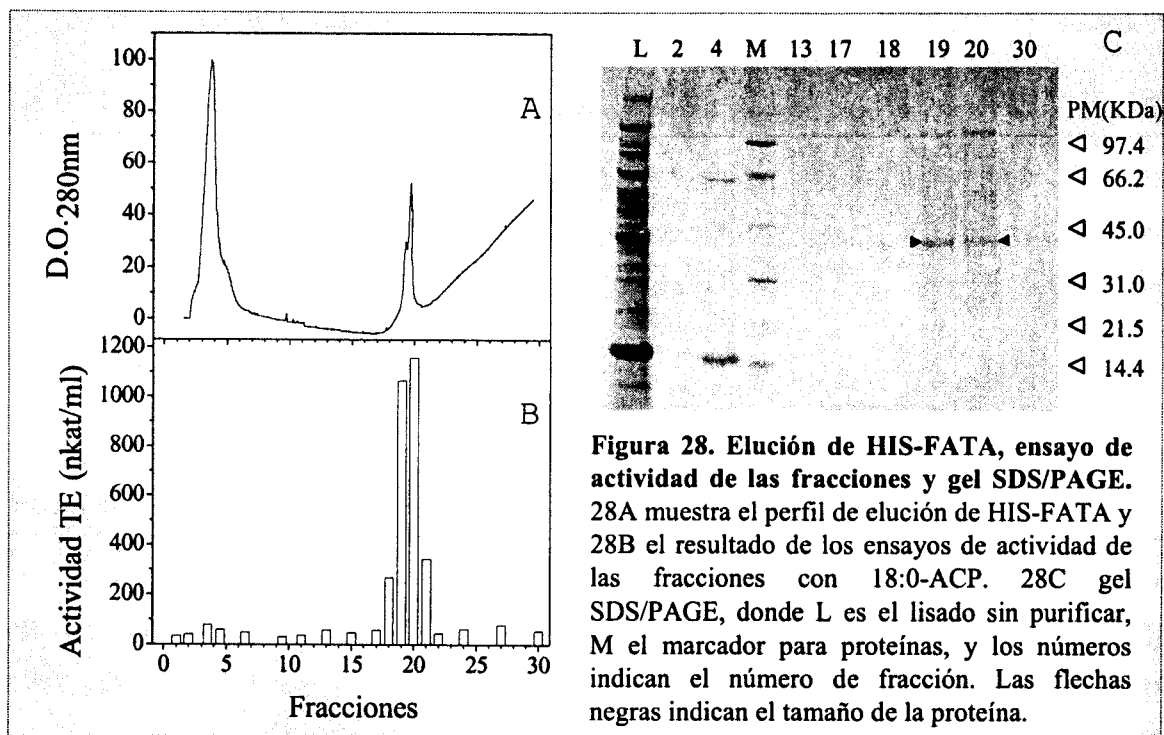 A
D.O.280nm
100
80
60
40
20
0
B
Actividad TE (nkat/ml)
1200
1000
800
600
400
200
0
0 5 10 15 20 25 30
Fracciones
L 2 4 M 13 17 18 19 20 30
C
PM(KDa)
97.4
66.2
45.0
31.0
21.5
14.4
Figura 28. Elución de HIS-FATA, ensayo de
actividad de las fracciones y gel SDS/PAGE.
28A muestra el perfil de elución de HIS-FATA y
28B el resultado de los ensayos de actividad de
las fracciones con 18:0-ACP. 28C gel
SDS/PAGE, donde L es el lisado sin purificar,
M el marcador para proteínas, y los números
indican el número de fracción. Las flechas
negras indican el tamaño de la proteína.